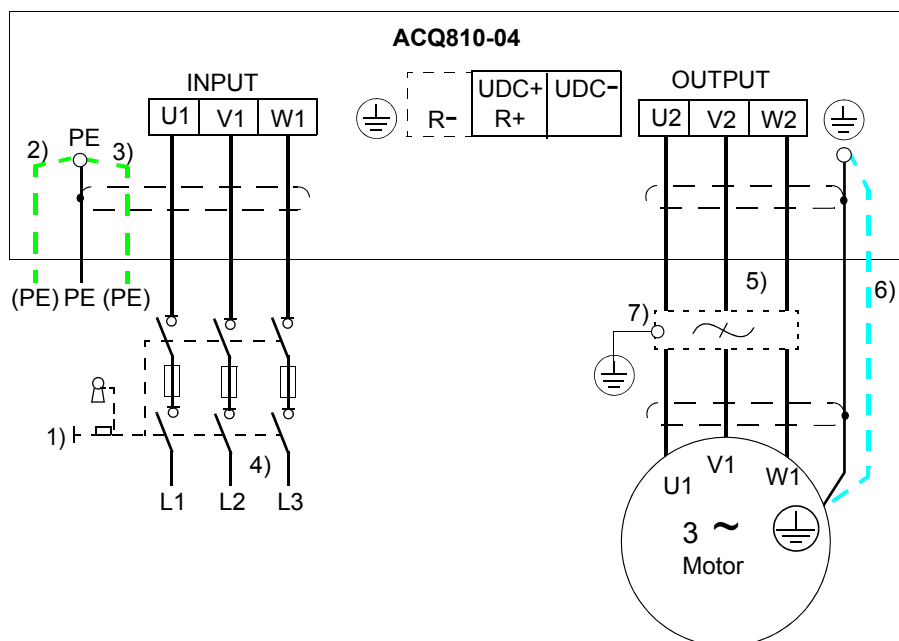 ACQ810-04
INPUT
OUTPUT
U1 V1 W1
R-
UDC+ UDC-
R+
U2 V2 W2
2) PE 3)
(PE) PE (PE)
5)
6)
7)
1)
4)
L1 L2 L3
U1 V1 W1
3 ~
Motor